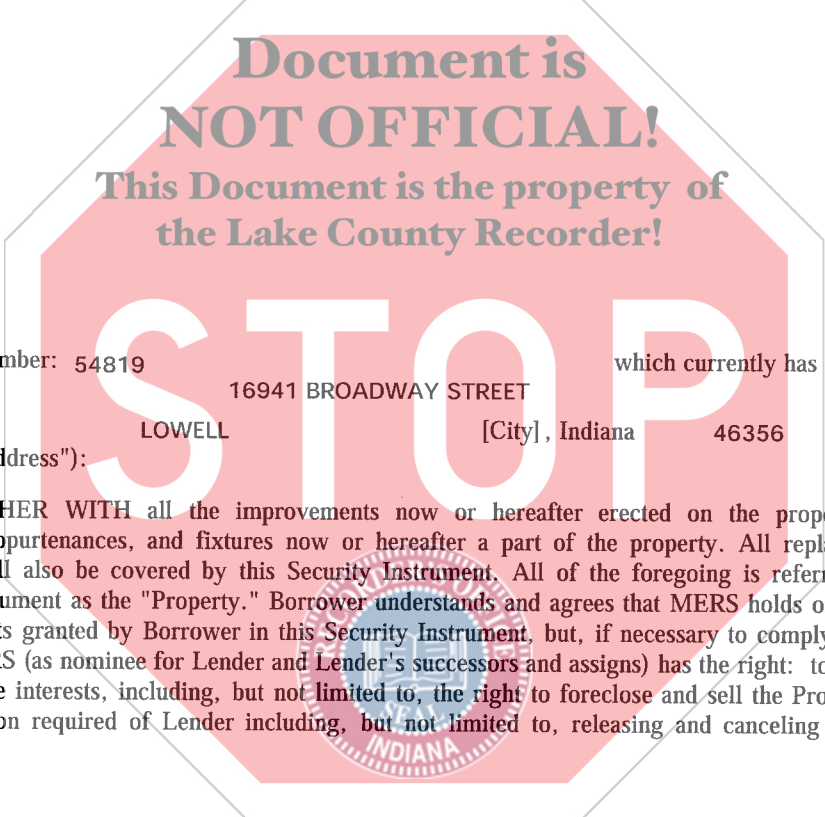 Document is
NOT OFFICIAL!
This Document is the property of
the Lake County Recorder!
STOP
mber: 54819 which currently has
16941 BROADWAY STREET
LOWELL [City], Indiana 46356
ddress"):
HER WITH all the improvements now or hereafter erected on the prop
ppurtenances, and fixtures now or hereafter a part of the property. All repl
ll also be covered by this Security Instrument. All of the foregoing is referr
ument as the "Property." Borrower understands and agrees that MERS holds o
ts granted by Borrower in this Security Instrument, but, if necessary to comply
RS (as nominee for Lender and Lender's successors and assigns) has the right: to
e interests, including, but not limited to, the right to foreclose and sell the Pro
on required of Lender including, but not limited to, releasing and canceling
SEAL
INDIANA